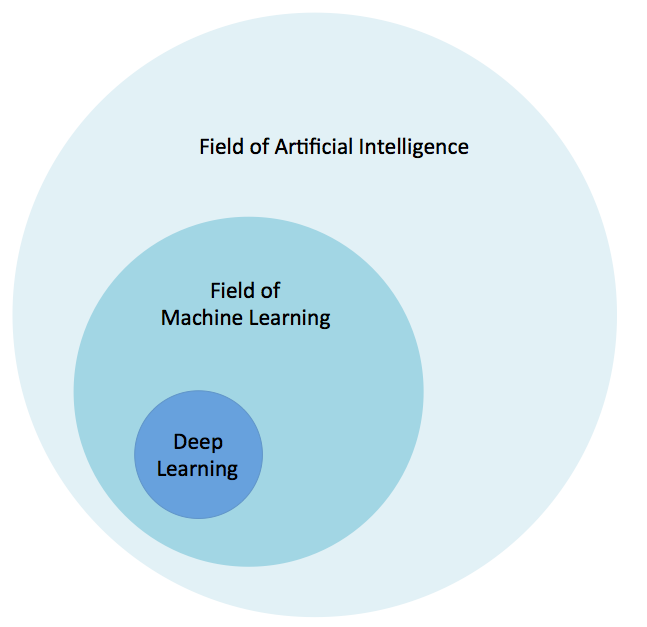 Field of Artificial Intelligence
Field of
Machine Learning
Deep
Learning